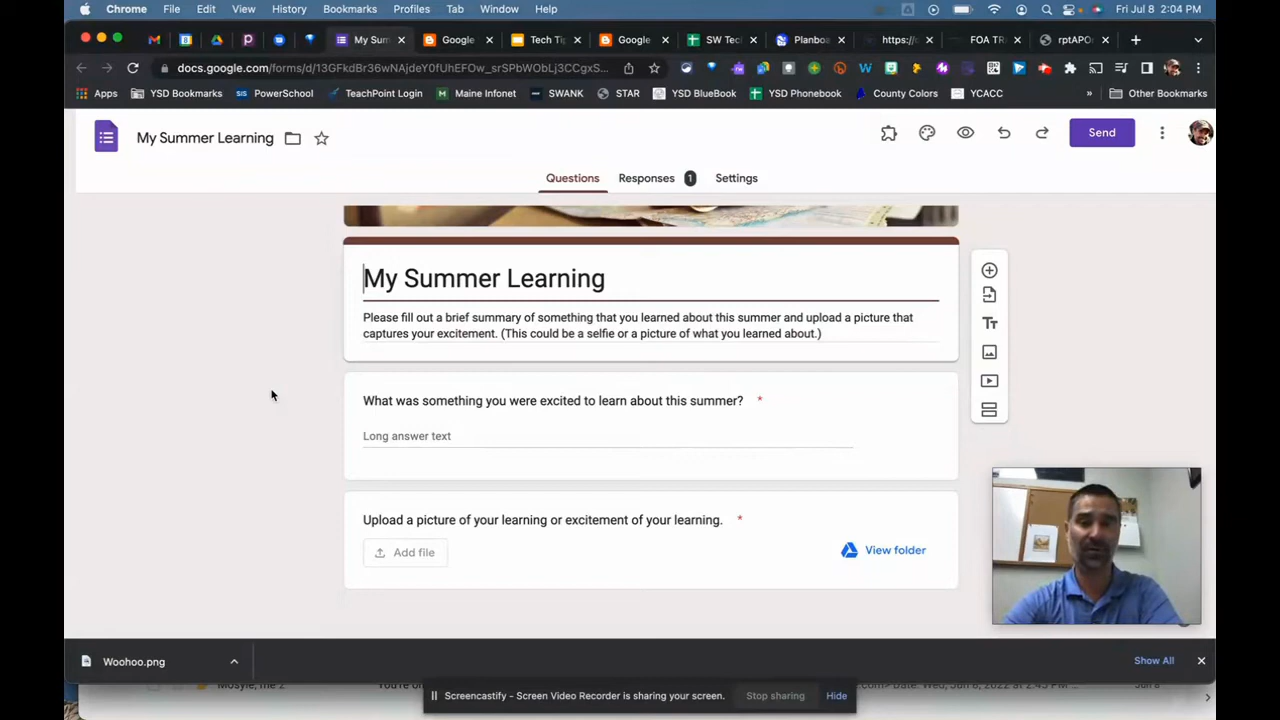 Chrome File Edit View History Bookmarks Profiles Tab Window Help Fri Jul 8 2:04 PM
My Sum Google Tech Tip Google SW Tec Planboa https://c FOA TR rptAPO
docs.google.com/forms/d/13GFkdBr36wNAjdeY0fUhEFOw_srSPbWObLj3CCgxS...
Apps YSD Bookmarks PowerSchool TeachPoint Login Maine Infonet SWANK STAR YSD BlueBook YSD Phonebook County Colors YCACC » Other Bookmarks
My Summer Learning Send
Questions Responses 1 Settings
My Summer Learning
Please fill out a brief summary of something that you learned about this summer and upload a picture that
captures your excitement. (This could be a selfie or a picture of what you learned about.)
What was something you were excited to learn about this summer? *
Long answer text
Upload a picture of your learning or excitement of your learning. *
Add file View folder
Woohoo.png Show All
Screencastify - Screen Video Recorder is sharing your screen. Stop sharing Hide